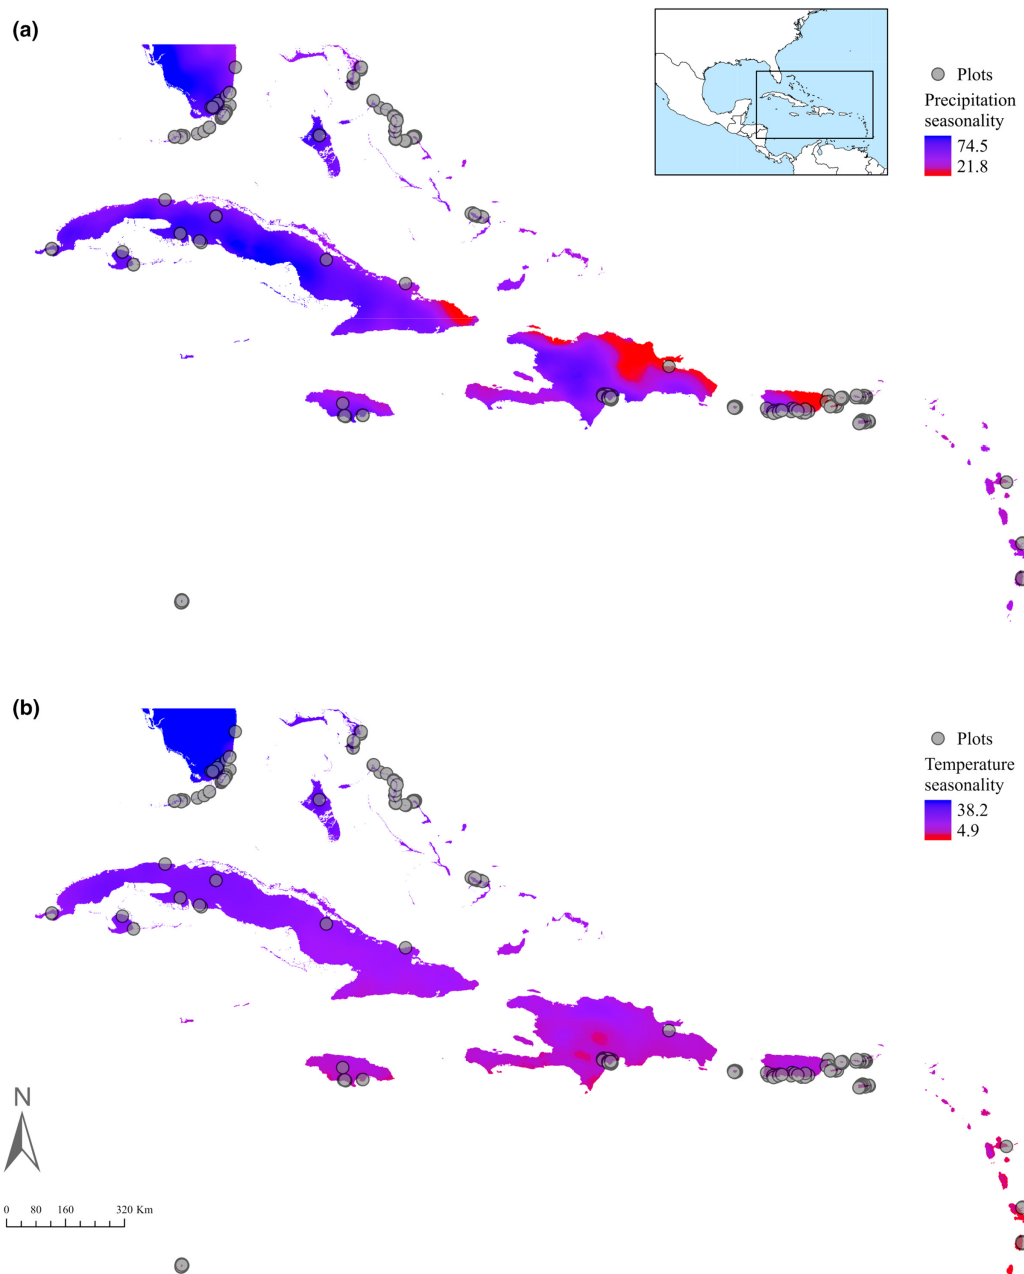 (a)
Plots
Precipitation
seasonality
74.5
21.8
(b)
Plots
Temperature
seasonality
38.2
4.9
N
0 80 160 320 Km